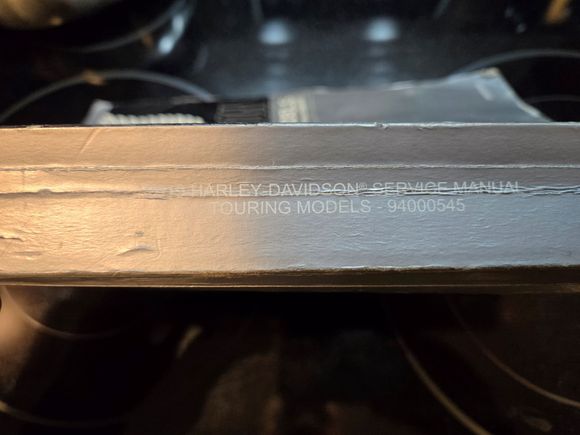 HARLEY-DAVIDSON® SERVICE MANUAL
TOURING MODELS - 94000545